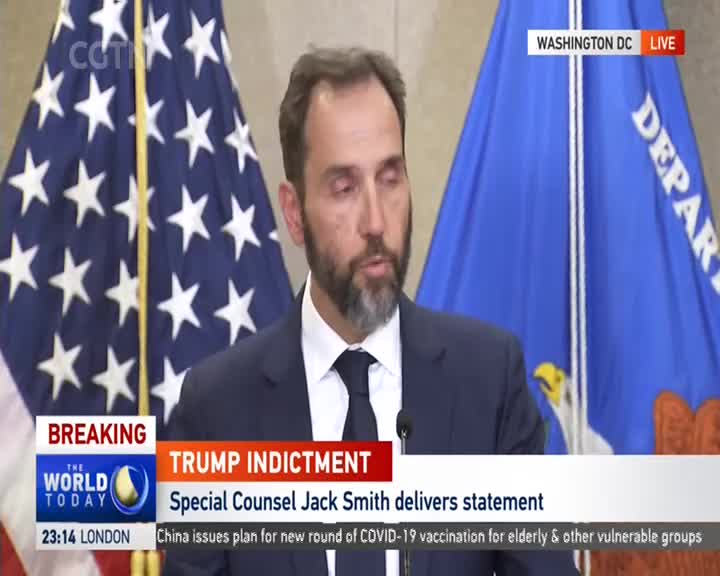 CGTN
WASHINGTON DC LIVE
DEPAR
BREAKING
TRUMP INDICTMENT
THE
WORLD
TODAY
Special Counsel Jack Smith delivers statement
23:14 LONDON
China issues plan for new round of COVID-19 vaccination for elderly & other vulnerable groups